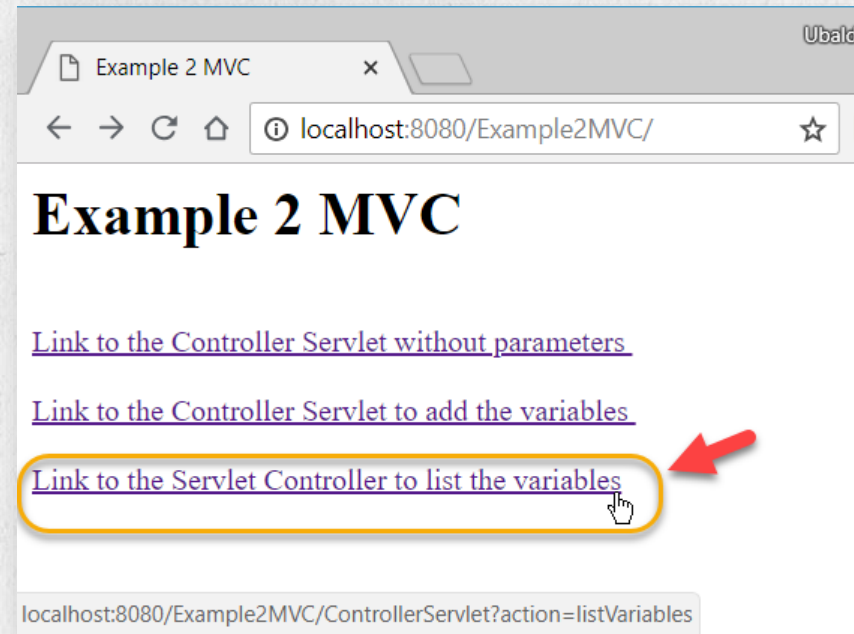 Ubald
Example 2 MVC
localhost:8080/Example2MVC/
Example 2 MVC
Link to the Controller Servlet without parameters
Link to the Controller Servlet to add the variables
Link to the Servlet Controller to list the variables
localhost:8080/Example2MVC/ControllerServlet?action=listVariables